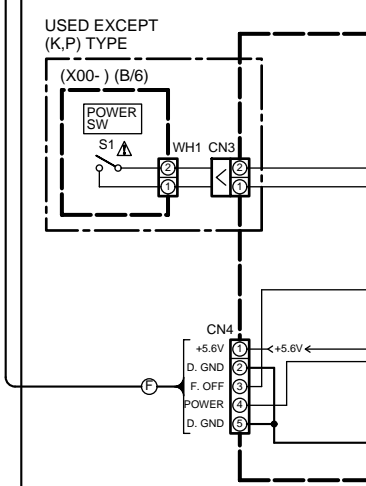 USED EXCEPT
(K,P) TYPE
(X00- ) (B/6)
POWER
SW
S1
WH1 CN3
2 2
1 1
CN4
+5.6V 1 +5.6V
D. GND 2
F F. OFF 3
POWER 4
D. GND 5